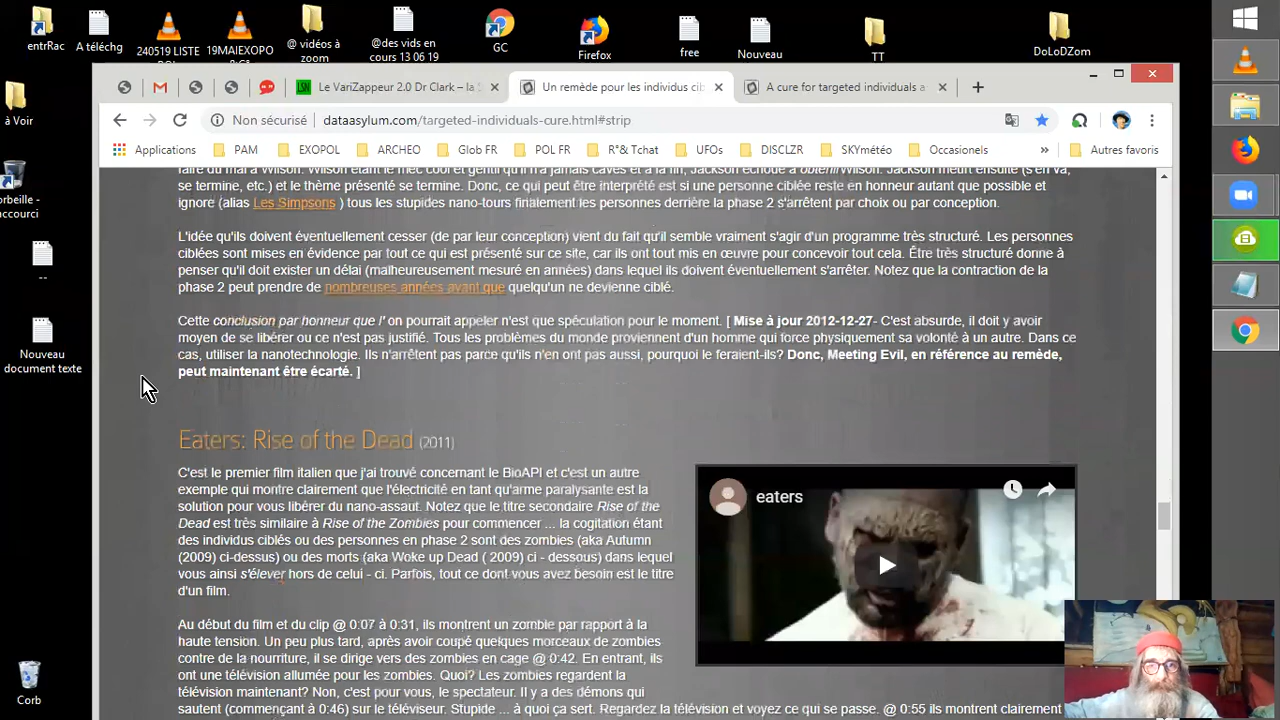 entrRac
A téléchg
240519 LISTE
19MAIEXOPO
@ vidéos à
zoom
@des vids en
cours 13 06 19
GC
Firefox
free
Nouveau
TT
DoLoDZom
à Voir
orbeille -
accourci
--
Nouveau
document texte
Corb
Le VariZappeur 2.0 Dr Clark – la S
Un remède pour les individus cib
A cure for targeted individuals a
Non sécurisé
dataasylum.com/targeted-individuals-cure.html#strip
Applications
PAM
EXOPOL
ARCHEO
Glob FR
POL FR
R°& Tchat
UFOs
DISCLZR
SKYmétéo
Occasionels
»
Autres favoris
faire du mal à Wilson. Wilson étant le mec cool et gentil qu'il n'a jamais cavés et à la fin, Jackson échoue à obtenir Wilson. Jackson meurt ensuite (s'en va,
se termine, etc.) et le thème présenté se termine. Donc, ce qui peut être interprété est si une personne ciblée reste en honneur autant que possible et
ignore (alias Les Simpsons ) tous les stupides nano-tours finalement les personnes derrière la phase 2 s'arrêtent par choix ou par conception.
L'idée qu'ils doivent éventuellement cesser (de par leur conception) vient du fait qu'il semble vraiment s'agir d'un programme très structuré. Les personnes
ciblées sont mises en évidence par tout ce qui est présenté sur ce site, car ils ont tout mis en œuvre pour concevoir tout cela. Être très structuré donne à
penser qu'il doit exister un délai (malheureusement mesuré en années) dans lequel ils doivent éventuellement s'arrêter. Notez que la contraction de la
phase 2 peut prendre de nombreuses années avant que quelqu'un ne devienne ciblé.
Cette conclusion par honneur que l' on pourrait appeler n'est que spéculation pour le moment. [ Mise à jour 2012-12-27- C'est absurde, il doit y avoir
moyen de se libérer ou ce n'est pas justifié. Tous les problèmes du monde proviennent d'un homme qui force physiquement sa volonté à un autre. Dans ce
cas, utiliser la nanotechnologie. Ils n'arrêtent pas parce qu'ils n'en ont pas aussi, pourquoi le feraient-ils? Donc, Meeting Evil, en référence au remède,
peut maintenant être écarté. ]
Eaters: Rise of the Dead (2011)
C'est le premier film italien que j'ai trouvé concernant le BioAPI et c'est un autre
exemple qui montre clairement que l'électricité en tant qu'arme paralysante est la
solution pour vous libérer du nano-assaut. Notez que le titre secondaire Rise of the
Dead est très similaire à Rise of the Zombies pour commencer ... la cogitation étant
des individus ciblés ou des personnes en phase 2 sont des zombies (aka Autumn
(2009) ci-dessus) ou des morts (aka Woke up Dead ( 2009) ci - dessous) dans lequel
vous ainsi s'élever hors de celui - ci. Parfois, tout ce dont vous avez besoin est le titre
d'un film.
eaters
Au début du film et du clip @ 0:07 à 0:31, ils montrent un zombie par rapport à la
haute tension. Un peu plus tard, après avoir coupé quelques morceaux de zombies
contre de la nourriture, il se dirige vers des zombies en cage @ 0:42. En entrant, ils
ont une télévision allumée pour les zombies. Quoi? Les zombies regardent la
télévision maintenant? Non, c'est pour vous, le spectateur. Il y a des démons qui
sautent (commençant à 0:46) sur le téléviseur. Stupide ... à quoi ça sert. Regardez la télévision et voyez ce qui se passe. @ 0:55 ils montrent clairement